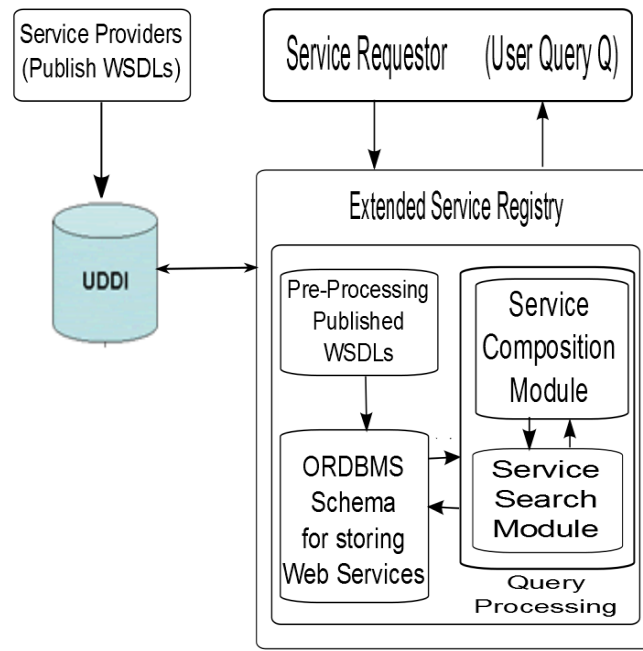 Service Providers
(Publish WSDLs)
Service Requestor (User Query Q)
Extended Service Registry
UDDI
Pre-Processing
Published
WSDLs
Service
Composition
Module
ORDBMS
Schema
for storing
Web Services
Service
Search
Module
Query
Processing